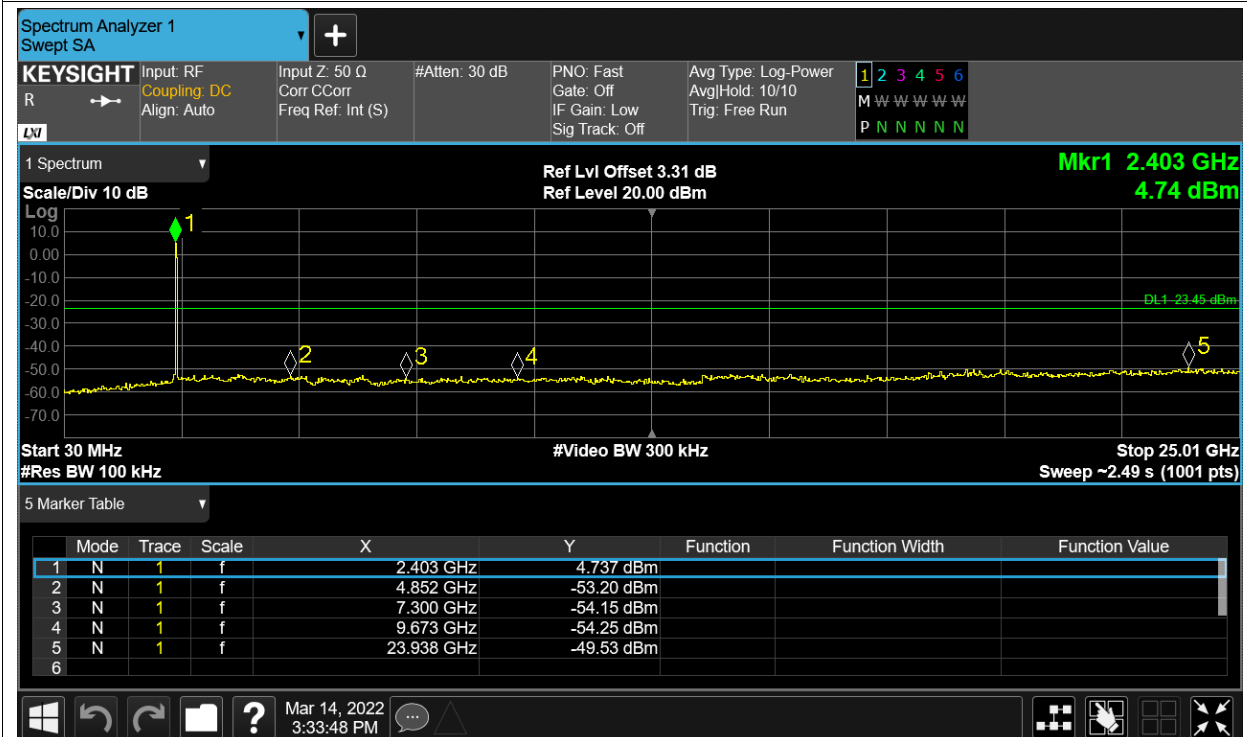 Spectrum Analyzer 1
Swept SA
KEYSIGHT
R
LXI
Input: RF
Coupling: DC
Align: Auto
Input Z: 50 Ω
Corr CCorr
Freq Ref: Int (S)
#Atten: 30 dB
PNO: Fast
Gate: Off
IF Gain: Low
Sig Track: Off
Avg Type: Log-Power
Avg|Hold: 10/10
Trig: Free Run
1 2 3 4 5 6
M W W W W W
P N N N N N
1 Spectrum
Scale/Div 10 dB
Ref Lvl Offset 3.31 dB
Ref Level 20.00 dBm
Mkr1 2.403 GHz
4.74 dBm
Log
10.0
0.00
-10.0
-20.0
-30.0
-40.0
-50.0
-60.0
-70.0
1
2
3
4
5
DL1 -23.45 dBm
Start 30 MHz
#Res BW 100 kHz
#Video BW 300 kHz
Stop 25.01 GHz
Sweep ~2.49 s (1001 pts)
5 Marker Table
Mode Trace Scale X Y Function Function Width Function Value
1 N 1 f 2.403 GHz 4.737 dBm
2 N 1 f 4.852 GHz -53.20 dBm
3 N 1 f 7.300 GHz -54.15 dBm
4 N 1 f 9.673 GHz -54.25 dBm
5 N 1 f 23.938 GHz -49.53 dBm
6
?
Mar 14, 2022
3:33:48 PM